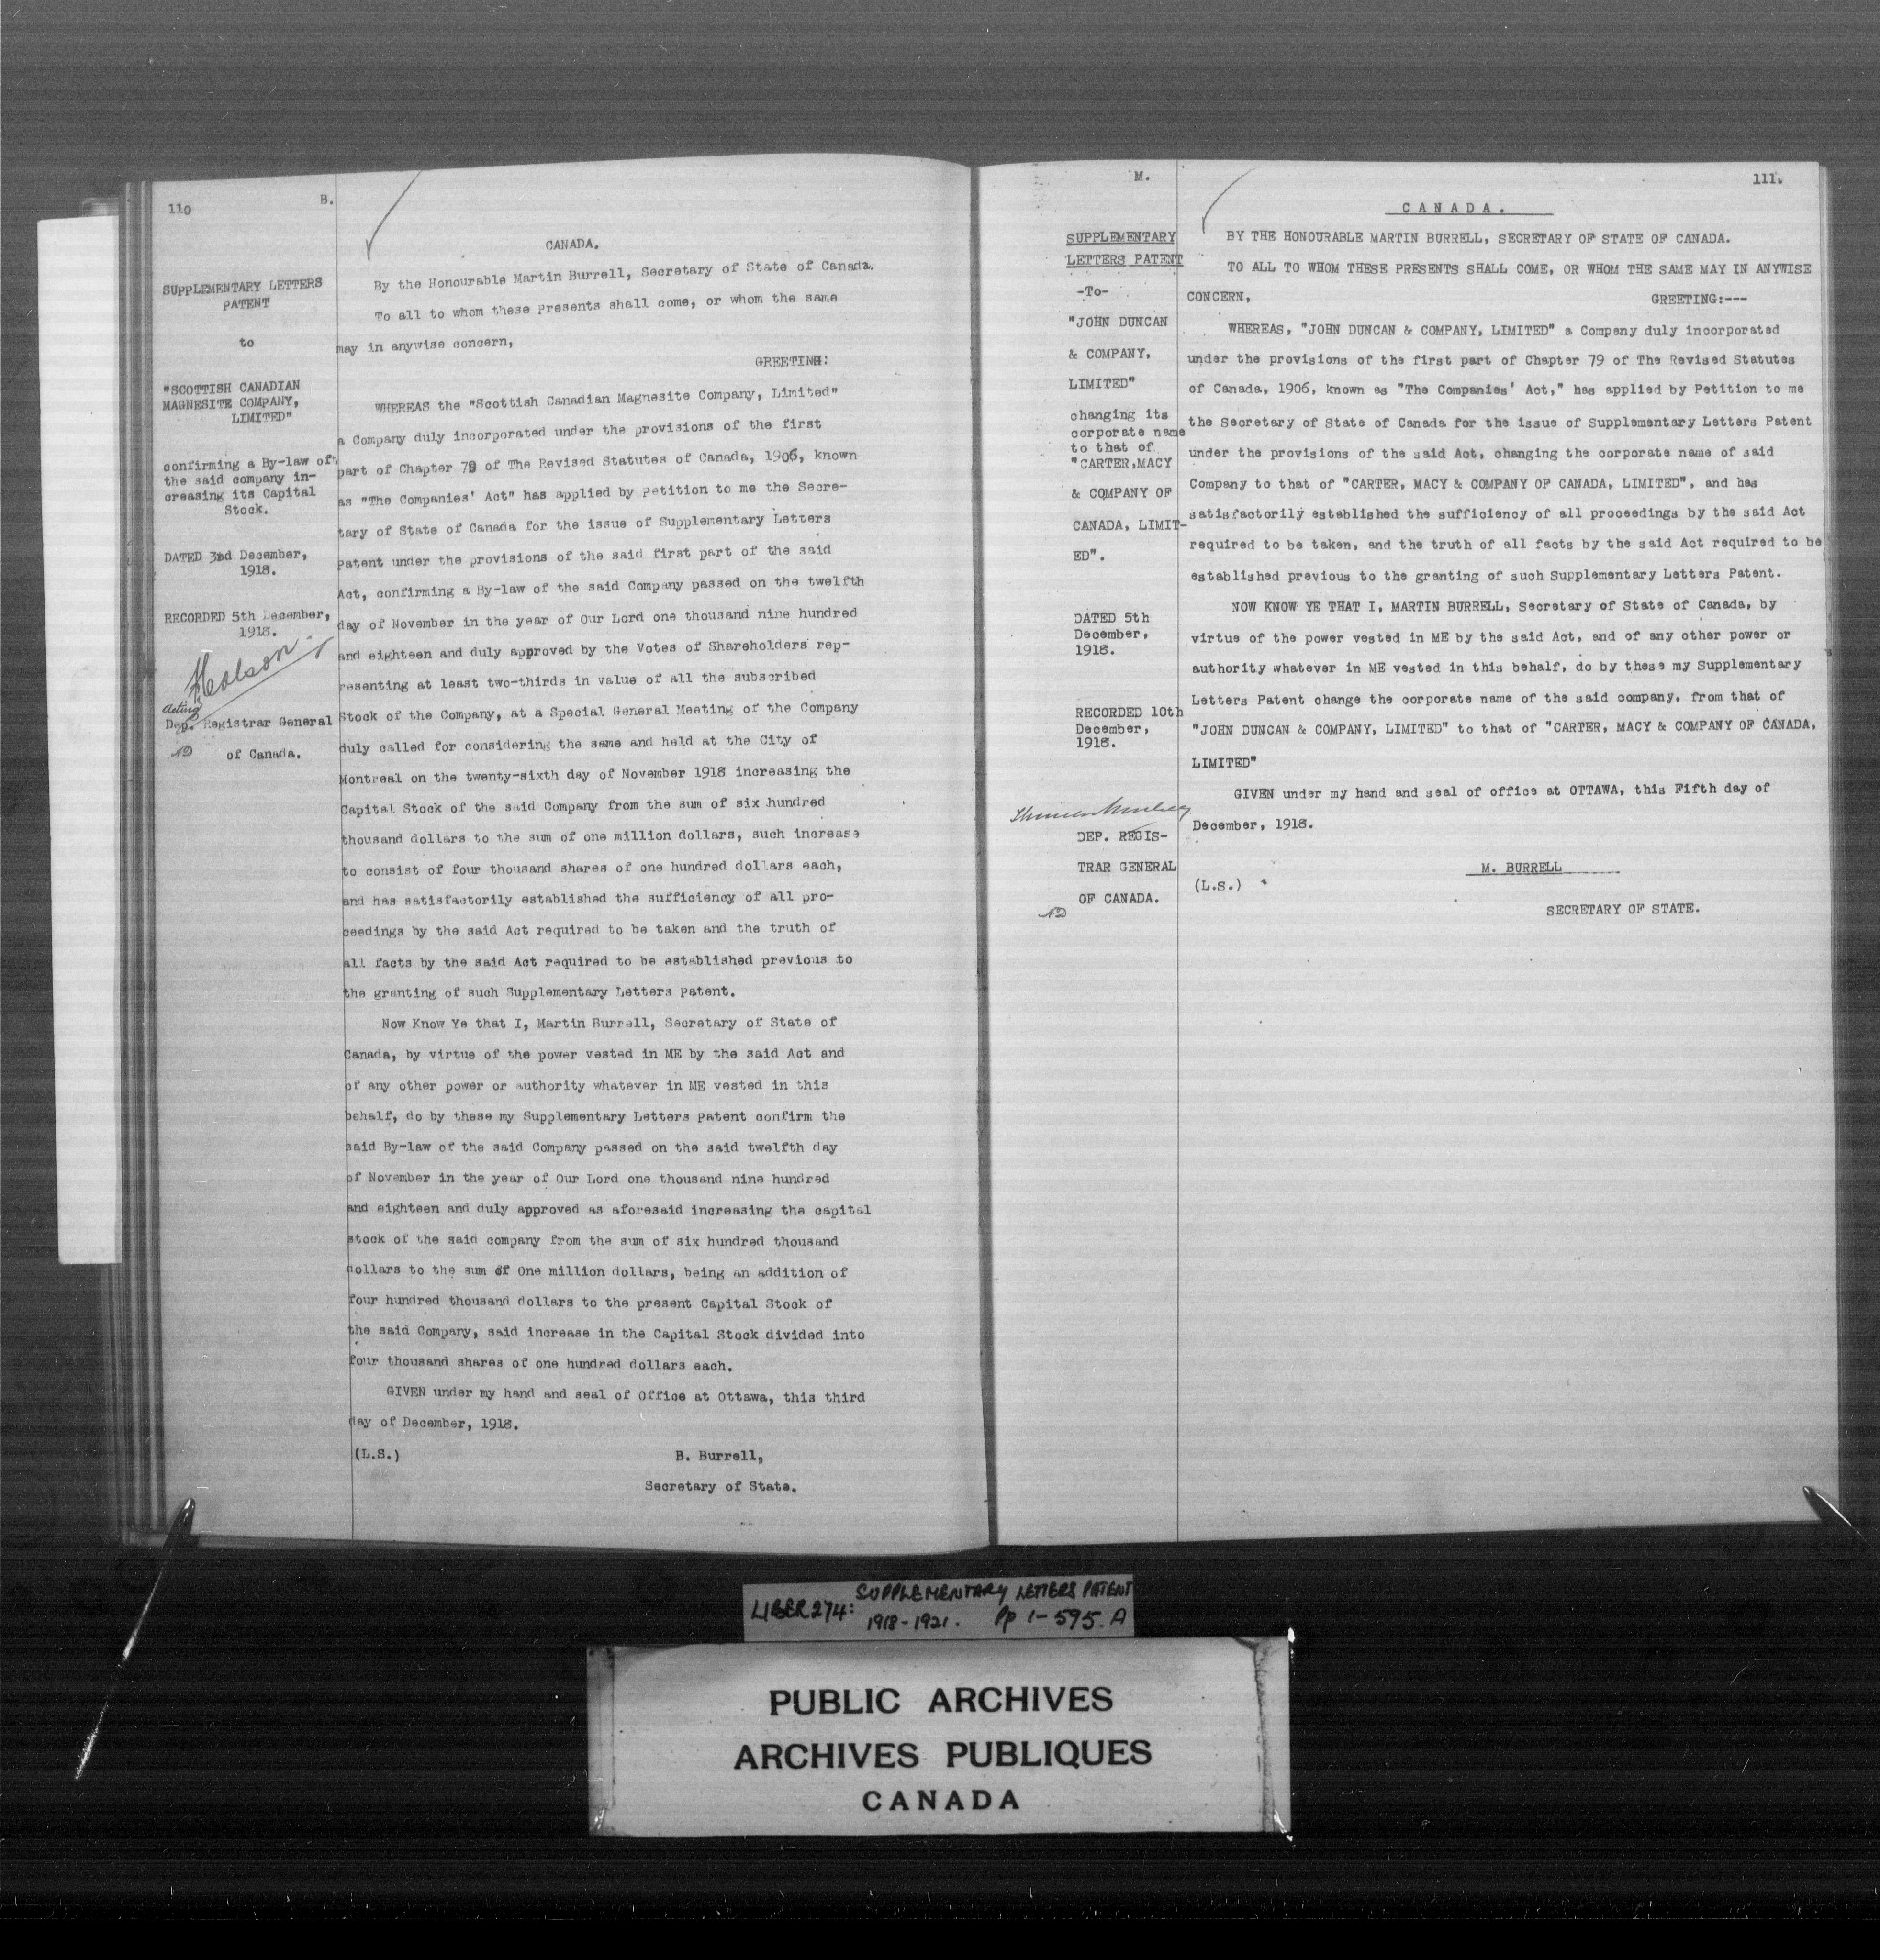 110
B.
SUPPLEMENTARY LETTERS
PATENT
to
"SCOTTISH CANADIAN
MAGNESITE COMPANY,
LIMITED"
confirming a By-law of
the said company in-
creasing its Capital
Stock.
DATED 3rd December,
1918.
RECORDED 5th December,
1918.
Acting
Dep. Registrar General
of Canada.
CANADA.
By the Honourable Martin Burrell, Secretary of State of Canada.
To all to whom these Presents shall come, or whom the same
may in anywise concern,
GREETING:
WHEREAS the "Scottish Canadian Magnesite Company, Limited"
a Company duly incorporated under the provisions of the first
part of Chapter 79 of The Revised Statutes of Canada, 1906, known
as "The Companies' Act" has applied by Petition to me the Secre-
tary of State of Canada for the issue of Supplementary Letters
Patent under the provisions of the said first part of the said
Act, confirming a By-law of the said Company passed on the twelfth
day of November in the year of Our Lord one thousand nine hundred
and eighteen and duly approved by the Votes of Shareholders rep-
resenting at least two-thirds in value of all the subscribed
Stock of the Company, at a Special General Meeting of the Company
duly called for considering the same and held at the City of
Montreal on the twenty-sixth day of November 1918 increasing the
Capital Stock of the said Company from the sum of six hundred
thousand dollars to the sum of one million dollars, such increase
to consist of four thousand shares of one hundred dollars each,
and has satisfactorily established the sufficiency of all pro-
ceedings by the said Act required to be taken and the truth of
all facts by the said Act required to be established previous to
the granting of such Supplementary Letters Patent.
Now Know Ye that I, Martin Burrell, Secretary of State of
Canada, by virtue of the power vested in ME by the said Act and
of any other power or authority whatever in ME vested in this
behalf, do by these my Supplementary Letters Patent confirm the
said By-law of the said Company passed on the said twelfth day
of November in the year of Our Lord one thousand nine hundred
and eighteen and duly approved as aforesaid increasing the capital
stock of the said company from the sum of six hundred thousand
dollars to the sum of One million dollars, being an addition of
four hundred thousand dollars to the present Capital Stock of
the said Company, said increase in the Capital Stock divided into
four thousand shares of one hundred dollars each.
GIVEN under my hand and seal of Office at Ottawa, this third
day of December, 1918.
(L.S.) B. Burrell,
Secretary of State.
M.
111.
SUPPLEMENTARY
LETTERS PATENT
-To-
"JOHN DUNCAN
& COMPANY,
LIMITED"
changing its
corporate name
to that of
"CARTER,MACY
& COMPANY OF
CANADA, LIMIT-
ED".
DATED 5th
December,
1918.
RECORDED 10th
December,
1918.
DEP. REGIS-
TRAR GENERAL
OF CANADA.
CANADA.
BY THE HONOURABLE MARTIN BURRELL, SECRETARY OF STATE OF CANADA.
TO ALL TO WHOM THESE PRESENTS SHALL COME, OR WHOM THE SAME MAY IN ANYWISE
CONCERN, GREETING:---
WHEREAS, "JOHN DUNCAN & COMPANY, LIMITED" a Company duly incorporated
under the provisions of the first part of Chapter 79 of The Revised Statutes
of Canada, 1906, known as "The Companies' Act," has applied by Petition to me
the Secretary of State of Canada for the issue of Supplementary Letters Patent
under the provisions of the said Act, changing the corporate name of said
Company to that of "CARTER, MACY & COMPANY OF CANADA, LIMITED", and has
satisfactorily established the sufficiency of all proceedings by the said Act
required to be taken, and the truth of all facts by the said Act required to be
established previous to the granting of such Supplementary Letters Patent.
NOW KNOW YE THAT I, MARTIN BURRELL, Secretary of State of Canada, by
virtue of the power vested in ME by the said Act, and of any other power or
authority whatever in ME vested in this behalf, do by these my Supplementary
Letters Patent change the corporate name of the said company, from that of
"JOHN DUNCAN & COMPANY, LIMITED" to that of "CARTER, MACY & COMPANY OF CANADA,
LIMITED"
GIVEN under my hand and seal of office at OTTAWA, this Fifth day of
December, 1918.
M. BURRELL
(L.S.)
SECRETARY OF STATE.
LIBER 274: SUPPLEMENTARY LETTERS PATENT
1918-1921. Pp 1-595-A
PUBLIC ARCHIVES
ARCHIVES PUBLIQUES
CANADA